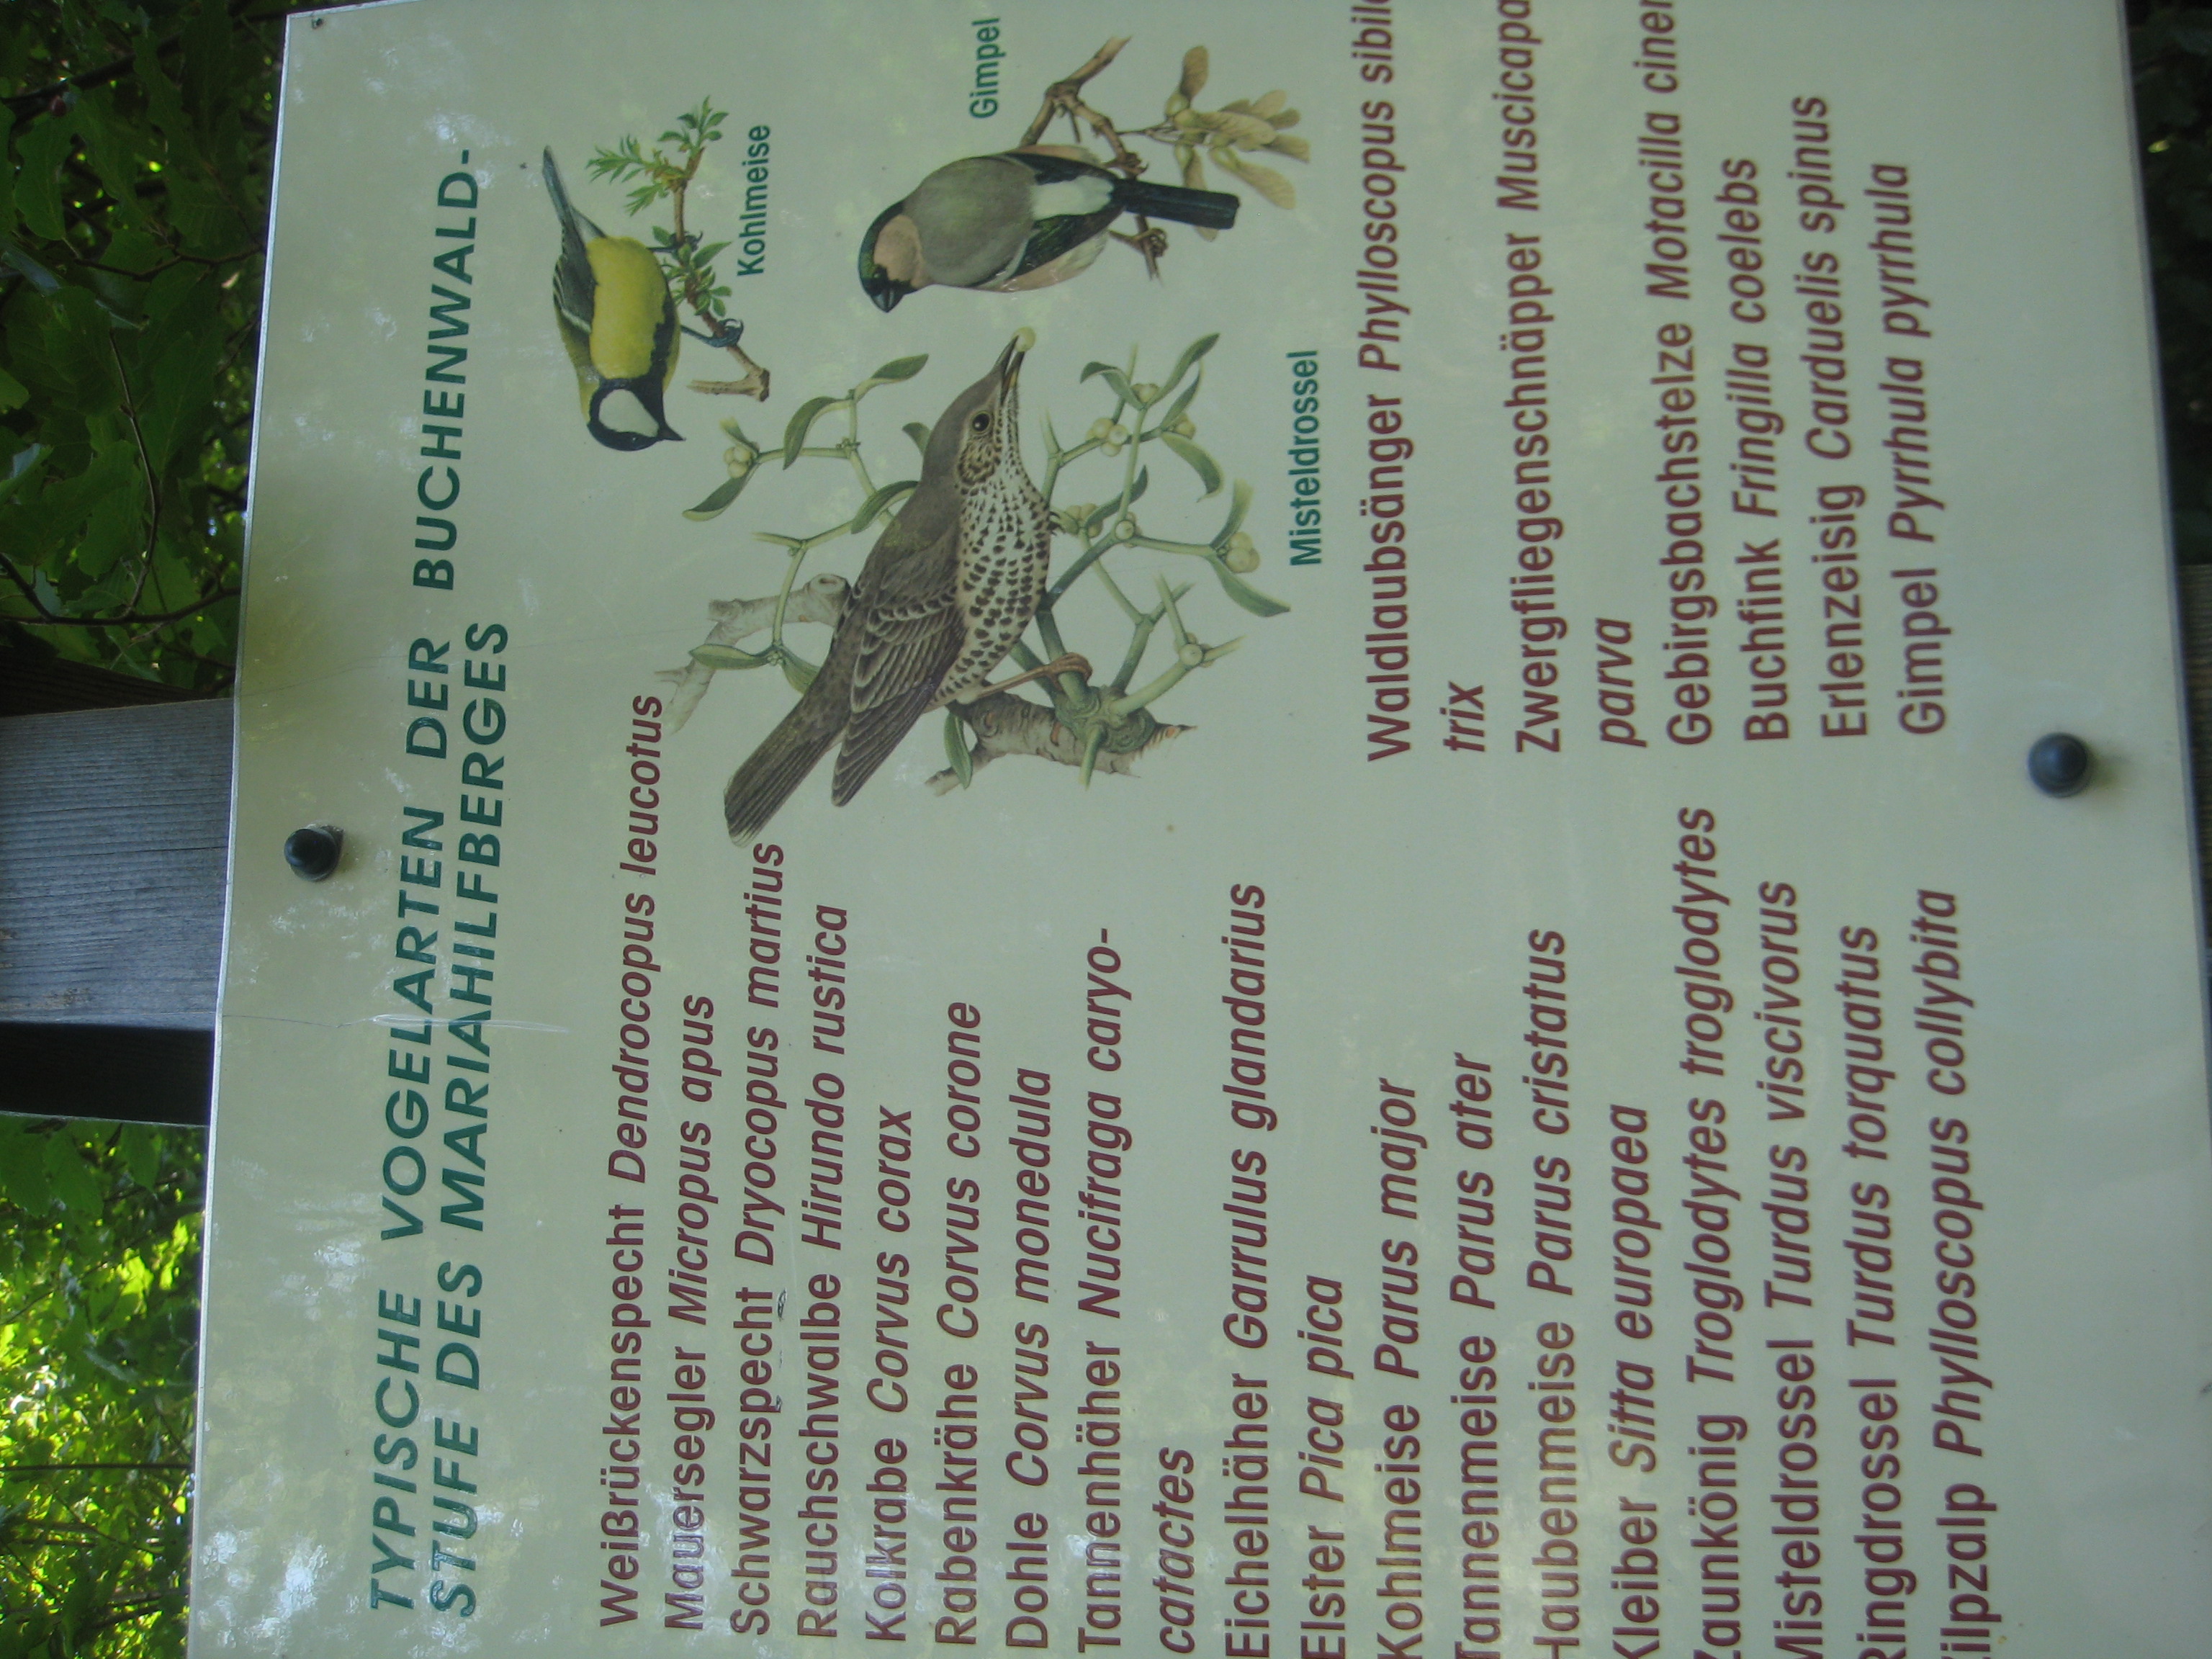 TYPISCHE VOGELARTEN DER BUCHENWALD-
STUFE DES MARIAHILFBERGES
Weißrückenspecht Dendrocopus leucotus
Mauersegler Micropus apus
Schwarzspecht Dryocopus martius
Rauchschwalbe Hirundo rustica
Kolkrabe Corvus corax
Rabenkrähe Corvus corone
Dohle Corvus monedula
Tannenhäher Nucifraga caryo-
catactes
Eichelhäher Garrulus glandarius
Elster Pica pica
Kohlmeise Parus major
Tannenmeise Parus ater
Haubenmeise Parus cristatus
Kleiber Sitta europaea
Zaunkönig Troglodytes troglodytes
Misteldrossel Turdus viscivorus
Ringdrossel Turdus torquatus
Zilpzalp Phylloscopus collybita
Kohlmeise
Gimpel
Misteldrossel
Waldlaubsänger Phylloscopus sibila
trix
Zwergfliegenschnäpper Muscicapa
parva
Gebirgsbachstelze Motacilla ciner
Buchfink Fringilla coelebs
Erlenzeisig Carduelis spinus
Gimpel Pyrrhula pyrrhula